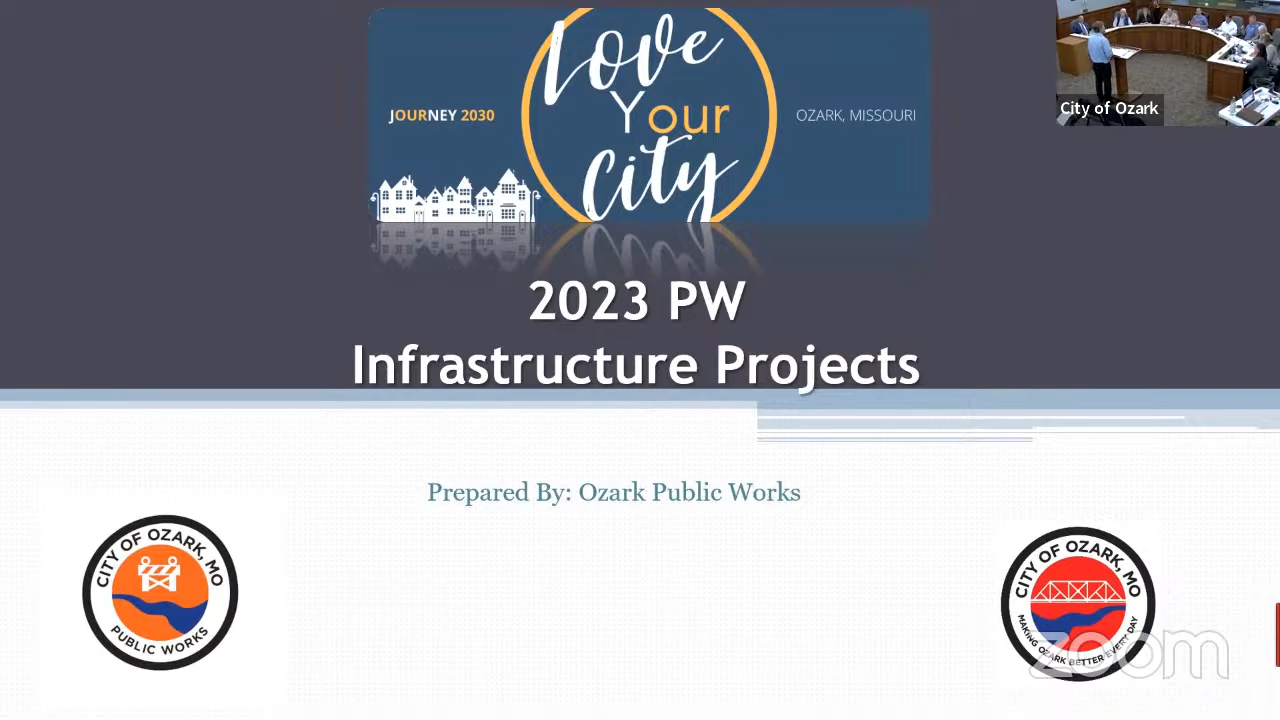 Love
JOURNEY 2030
Your
OZARK, MISSOURI
City
City of Ozark
2023 PW
Infrastructure Projects
Prepared By: Ozark Public Works
CITY OF OZARK, MO
PUBLIC WORKS
CITY OF OZARK, MO
MAKING OZARK BETTER EVERY DAY
zoom